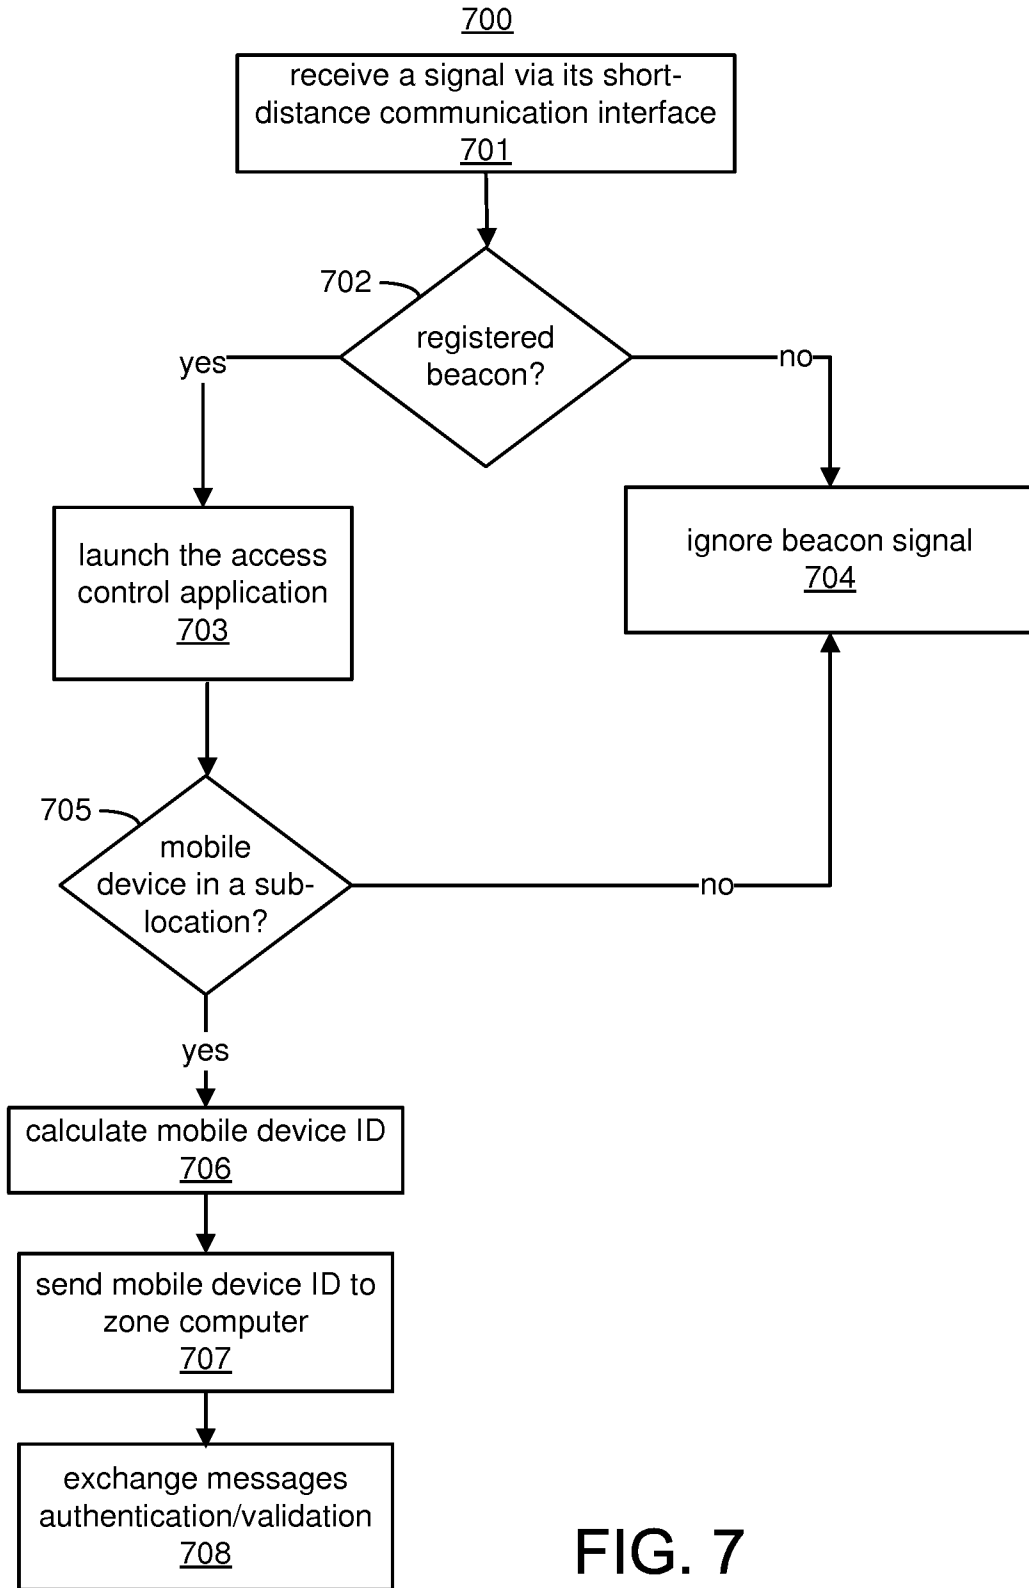 700
receive a signal via its short-
distance communication interface
701
702
registered
beacon?
yes
no
launch the access
control application
703
ignore beacon signal
704
705
mobile
device in a sub-
location?
no
yes
calculate mobile device ID
706
send mobile device ID to
zone computer
707
exchange messages
authentication/validation
708
FIG. 7